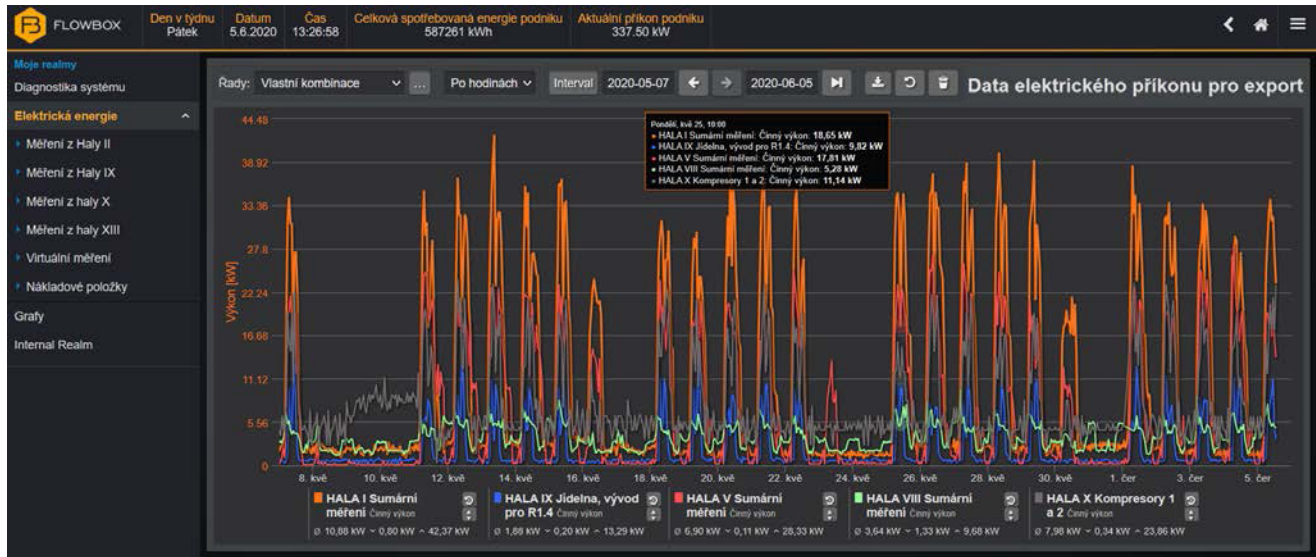 FLOWBOX
Den v týdnu
Pátek
Datum
5.6.2020
Čas
13:26:58
Celková spotřebovaná energie podniku
587261 kWh
Aktuální příkon podniku
337.50 kW
Moje realmy
Diagnostika systému
Elektrická energie
Měření z Haly II
Měření z Haly IX
Měření z haly X
Měření z haly XIII
Virtuální měření
Nákladové položky
Grafy
Internal Realm
Řady: Vlastní kombinace ... Po hodinách Interval 2020-05-07 2020-06-05 Data elektrického příkonu pro export
Pondělí, kvě 25, 10:00
HALA I Sumární měření: Činný výkon: 18,65 kW
HALA IX Jídelna, vývod pro R1.4: Činný výkon: 9,82 kW
HALA V Sumární měření: Činný výkon: 17,81 kW
HALA VIII Sumární měření: Činný výkon: 5,28 kW
HALA X Kompresory 1 a 2: Činný výkon: 11,14 kW
Výkon [kW]
44.48
38.92
33.36
27.8
22.24
16.68
11.12
5.56
0
8. kvě 10. kvě 12. kvě 14. kvě 16. kvě 18. kvě 20. kvě 22. kvě 24. kvě 26. kvě 28. kvě 30. kvě 1. čer 3. čer 5. čer
HALA I Sumární
měření Činný výkon
ø 10,88 kW ~ 0,80 kW ^ 42,37 kW
HALA IX Jídelna, vývod
pro R1.4 Činný výkon
ø 1,88 kW ~ 0,20 kW ^ 13,29 kW
HALA V Sumární
měření Činný výkon
ø 6,90 kW ~ 0,11 kW ^ 28,33 kW
HALA VIII Sumární
měření Činný výkon
ø 3,64 kW ~ 1,33 kW ^ 9,68 kW
HALA X Kompresory 1
a 2 Činný výkon
ø 7,98 kW ~ 0,34 kW ^ 23,86 kW